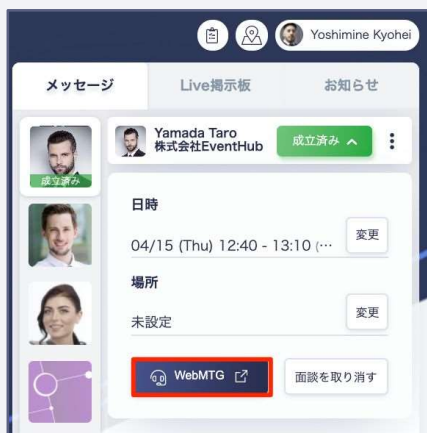 Yoshimine Kyohei
メッセージ
Live掲示板
お知らせ
成立済み
Yamada Taro
株式会社EventHub
成立済み
日時
04/15 (Thu) 12:40 - 13:10 (…
変更
場所
未設定
変更
WebMTG
面談を取り消す